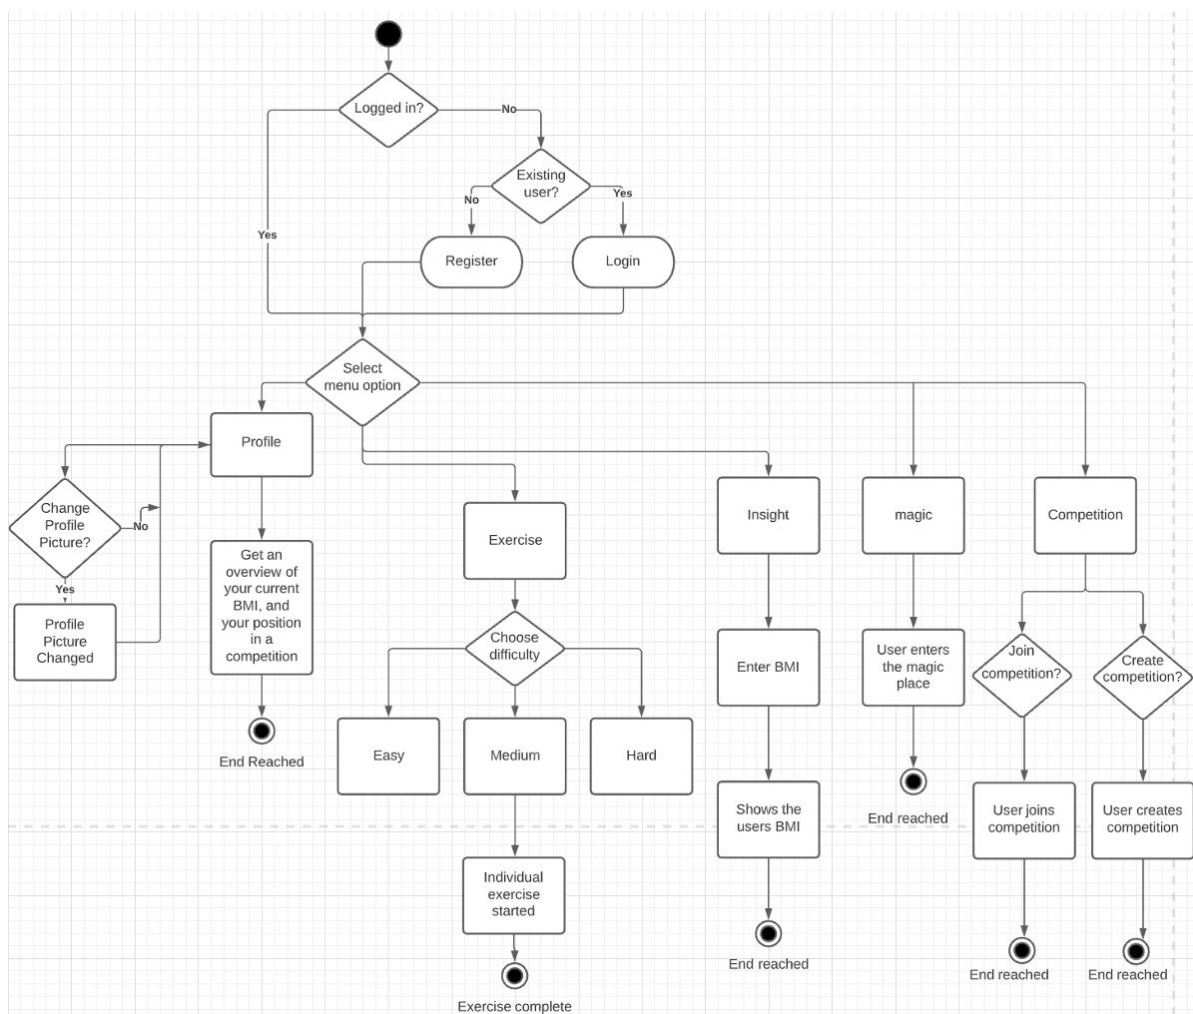 Logged in?
No
Existing
user?
No
Yes
Yes
Register
Login
Select
menu option
Profile
Change
Profile
Picture?
No
Yes
Profile
Picture
Changed
Get an
overview of
your current
BMI, and
your position
in a
competition
End Reached
Exercise
Choose
difficulty
Easy
Medium
Hard
Individual
exercise
started
Exercise complete
Insight
Enter BMI
Shows the
users BMI
End reached
magic
User enters
the magic
place
End reached
Competition
Join
competition?
Create
competition?
User joins
competition
User creates
competition
End reached
End reached